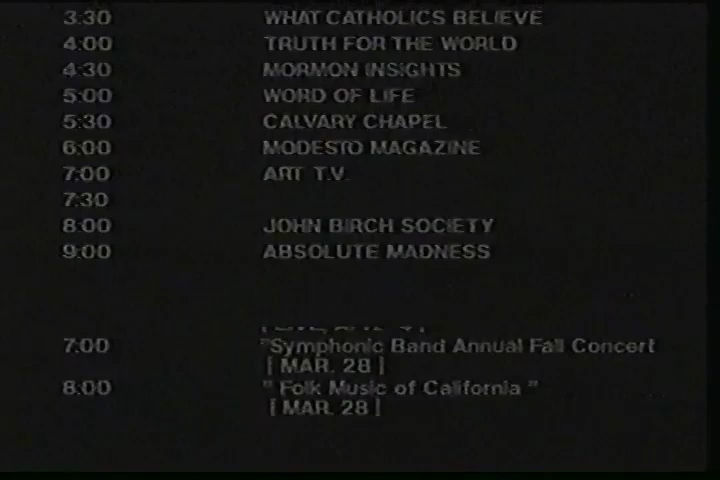 3:30 WHAT CATHOLICS BELIEVE
4:00 TRUTH FOR THE WORLD
4:30 MORMON INSIGHTS
5:00 WORD OF LIFE
5:30 CALVARY CHAPEL
6:00 MODESTO MAGAZINE
7:00 ART T.V.
7:30
8:00 JOHN BIRCH SOCIETY
9:00 ABSOLUTE MADNESS
7:00 "Symphonic Band Annual Fall Concert
[ MAR. 28 ]
8:00 " Folk Music of California "
[ MAR. 28 ]